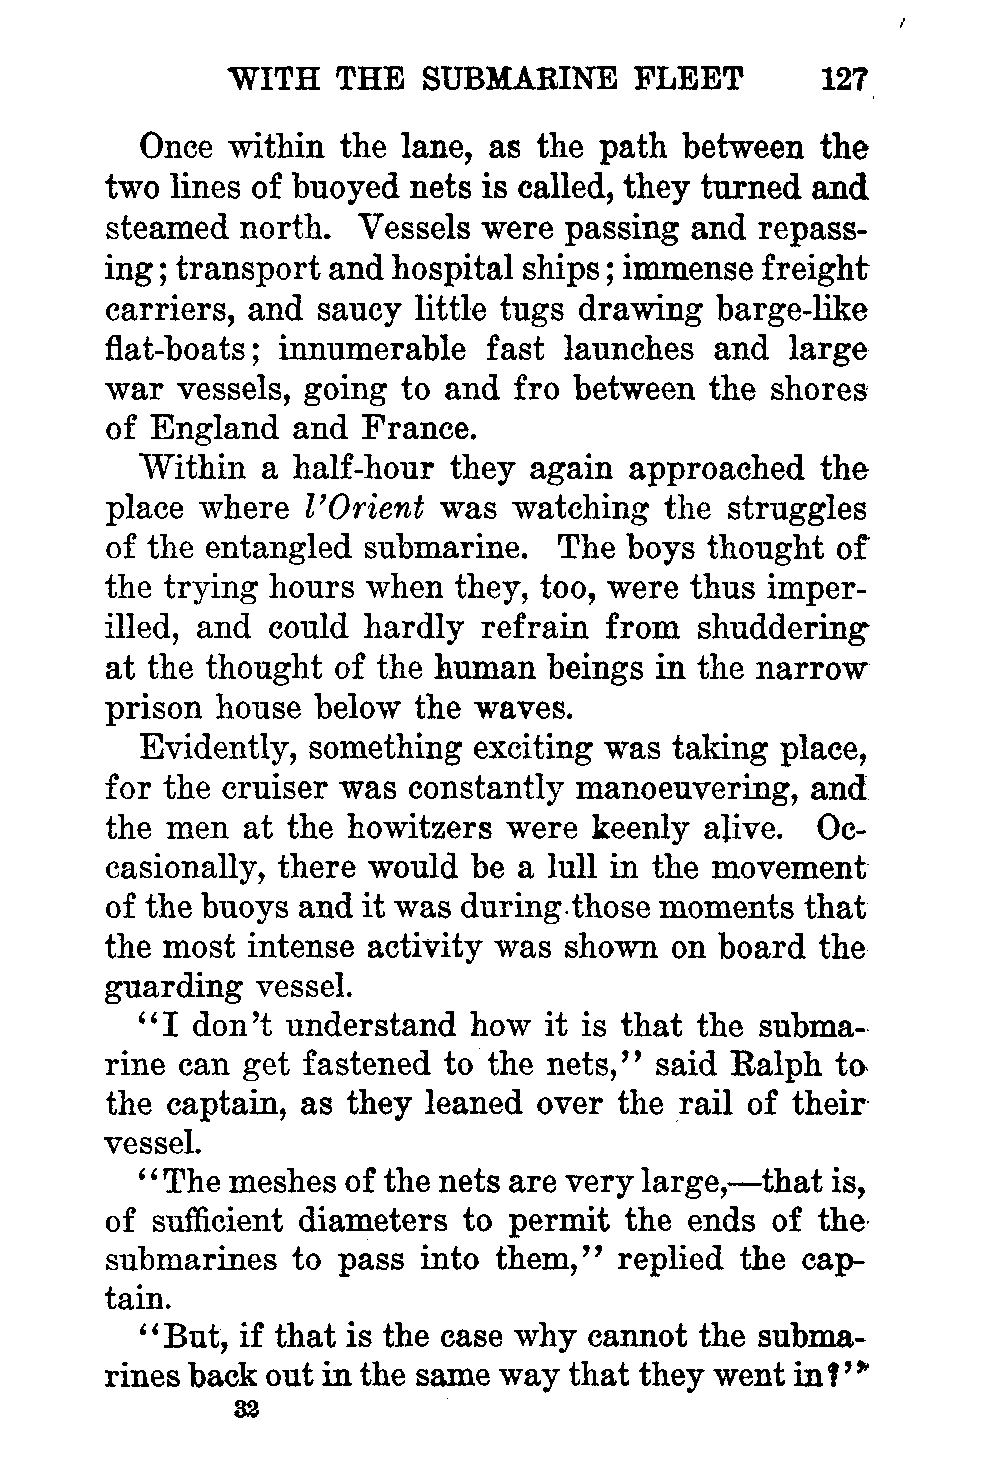 WITH THE SUBMARINE FLEET 127
Once within the lane, as the path between the
two lines of buoyed nets is called, they turned and
steamed north. Vessels were passing and repass-
ing; transport and hospital ships; immense freight
carriers, and saucy little tugs drawing barge-like
flat-boats; innumerable fast launches and large
war vessels, going to and fro between the shores
of England and France.
Within a half-hour they again approached the
place where l'Orient was watching the struggles
of the entangled submarine. The boys thought of
the trying hours when they, too, were thus imper-
illed, and could hardly refrain from shuddering
at the thought of the human beings in the narrow
prison house below the waves.
Evidently, something exciting was taking place,
for the cruiser was constantly manoeuvering, and
the men at the howitzers were keenly alive. Oc-
casionally, there would be a lull in the movement
of the buoys and it was during those moments that
the most intense activity was shown on board the
guarding vessel.
"I don't understand how it is that the subma-
rine can get fastened to the nets," said Ralph to
the captain, as they leaned over the rail of their
vessel.
"The meshes of the nets are very large,—that is,
of sufficient diameters to permit the ends of the
submarines to pass into them," replied the cap-
tain.
"But, if that is the case why cannot the subma-
rines back out in the same way that they went in?"
32